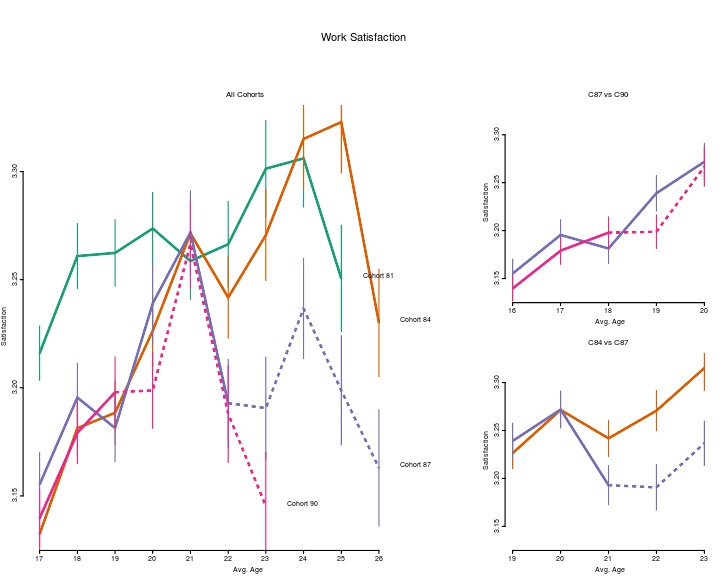 Work Satisfaction
All Cohorts
Satisfaction
3.30
3.25
3.20
3.15
17 18 19 20 21 22 23 24 25 26
Avg. Age
Cohort 81
Cohort 84
Cohort 87
Cohort 90
C87 vs C90
Satisfaction
3.30
3.25
3.20
3.15
16 17 18 19 20
Avg. Age
C84 vs C87
Satisfaction
3.30
3.25
3.20
3.15
19 20 21 22 23
Avg. Age